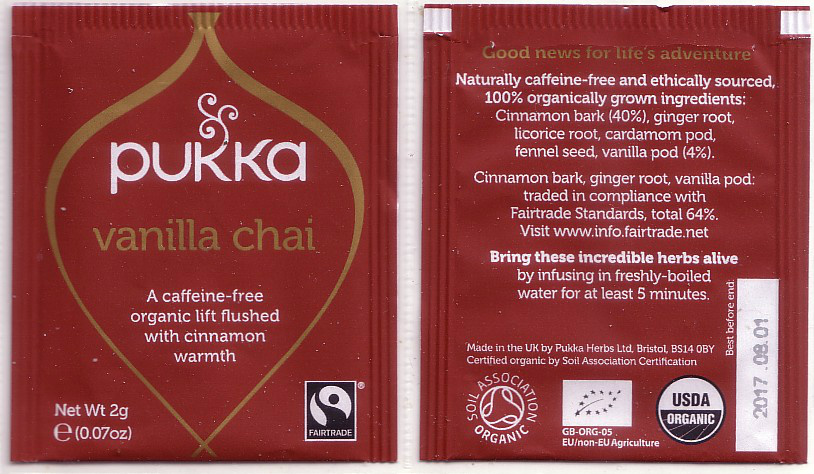 pukka
vanilla chai
A caffeine-free
organic lift flushed
with cinnamon
warmth
Net Wt 2g
℮ (0.07oz)
®
FAIRTRADE
Good news for life's adventure
Naturally caffeine-free and ethically sourced,
100% organically grown ingredients:
Cinnamon bark (40%), ginger root,
licorice root, cardamom pod,
fennel seed, vanilla pod (4%).
Cinnamon bark, ginger root, vanilla pod:
traded in compliance with
Fairtrade Standards, total 64%.
Visit www.info.fairtrade.net
Bring these incredible herbs alive
by infusing in freshly-boiled
water for at least 5 minutes.
Made in the UK by Pukka Herbs Ltd, Bristol, BS14 0BY
Certified organic by Soil Association Certification
SOIL ASSOCIATION
ORGANIC
GB-ORG-05
EU/non-EU Agriculture
USDA
ORGANIC
Best before end:
2017 .08.01